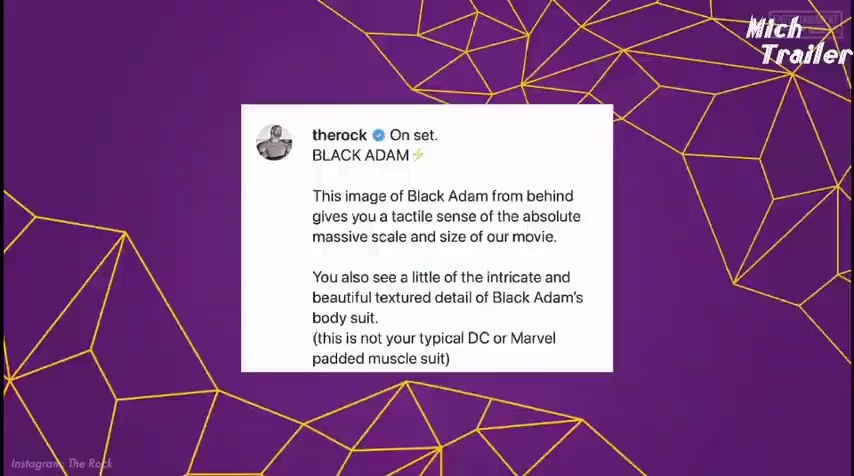 Mich
Trailer
therock On set.
BLACK ADAM⚡
This image of Black Adam from behind
gives you a tactile sense of the absolute
massive scale and size of our movie.
You also see a little of the intricate and
beautiful textured detail of Black Adam's
body suit.
(this is not your typical DC or Marvel
padded muscle suit)
Instagram: The Rock